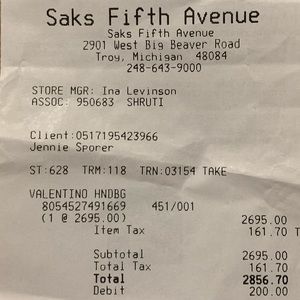 Saks Fifth Avenue
Saks Fifth Avenue
2901 West Big Beaver Road
Troy, Michigan 48084
248-643-9000
STORE MGR: Ina Levinson
ASSOC: 950683 SHRUTI
Client:0517195423966
Jennie Sporer
ST:628 TRM:118 TRN:03154 TAKE
VALENTINO HNDBG
8054527491669 451/001
(1 @ 2695.00) 2695.00
Item Tax 161.70 T
Subtotal 2695.00
Total Tax 161.70
Total 2856.70
Debit 200.00